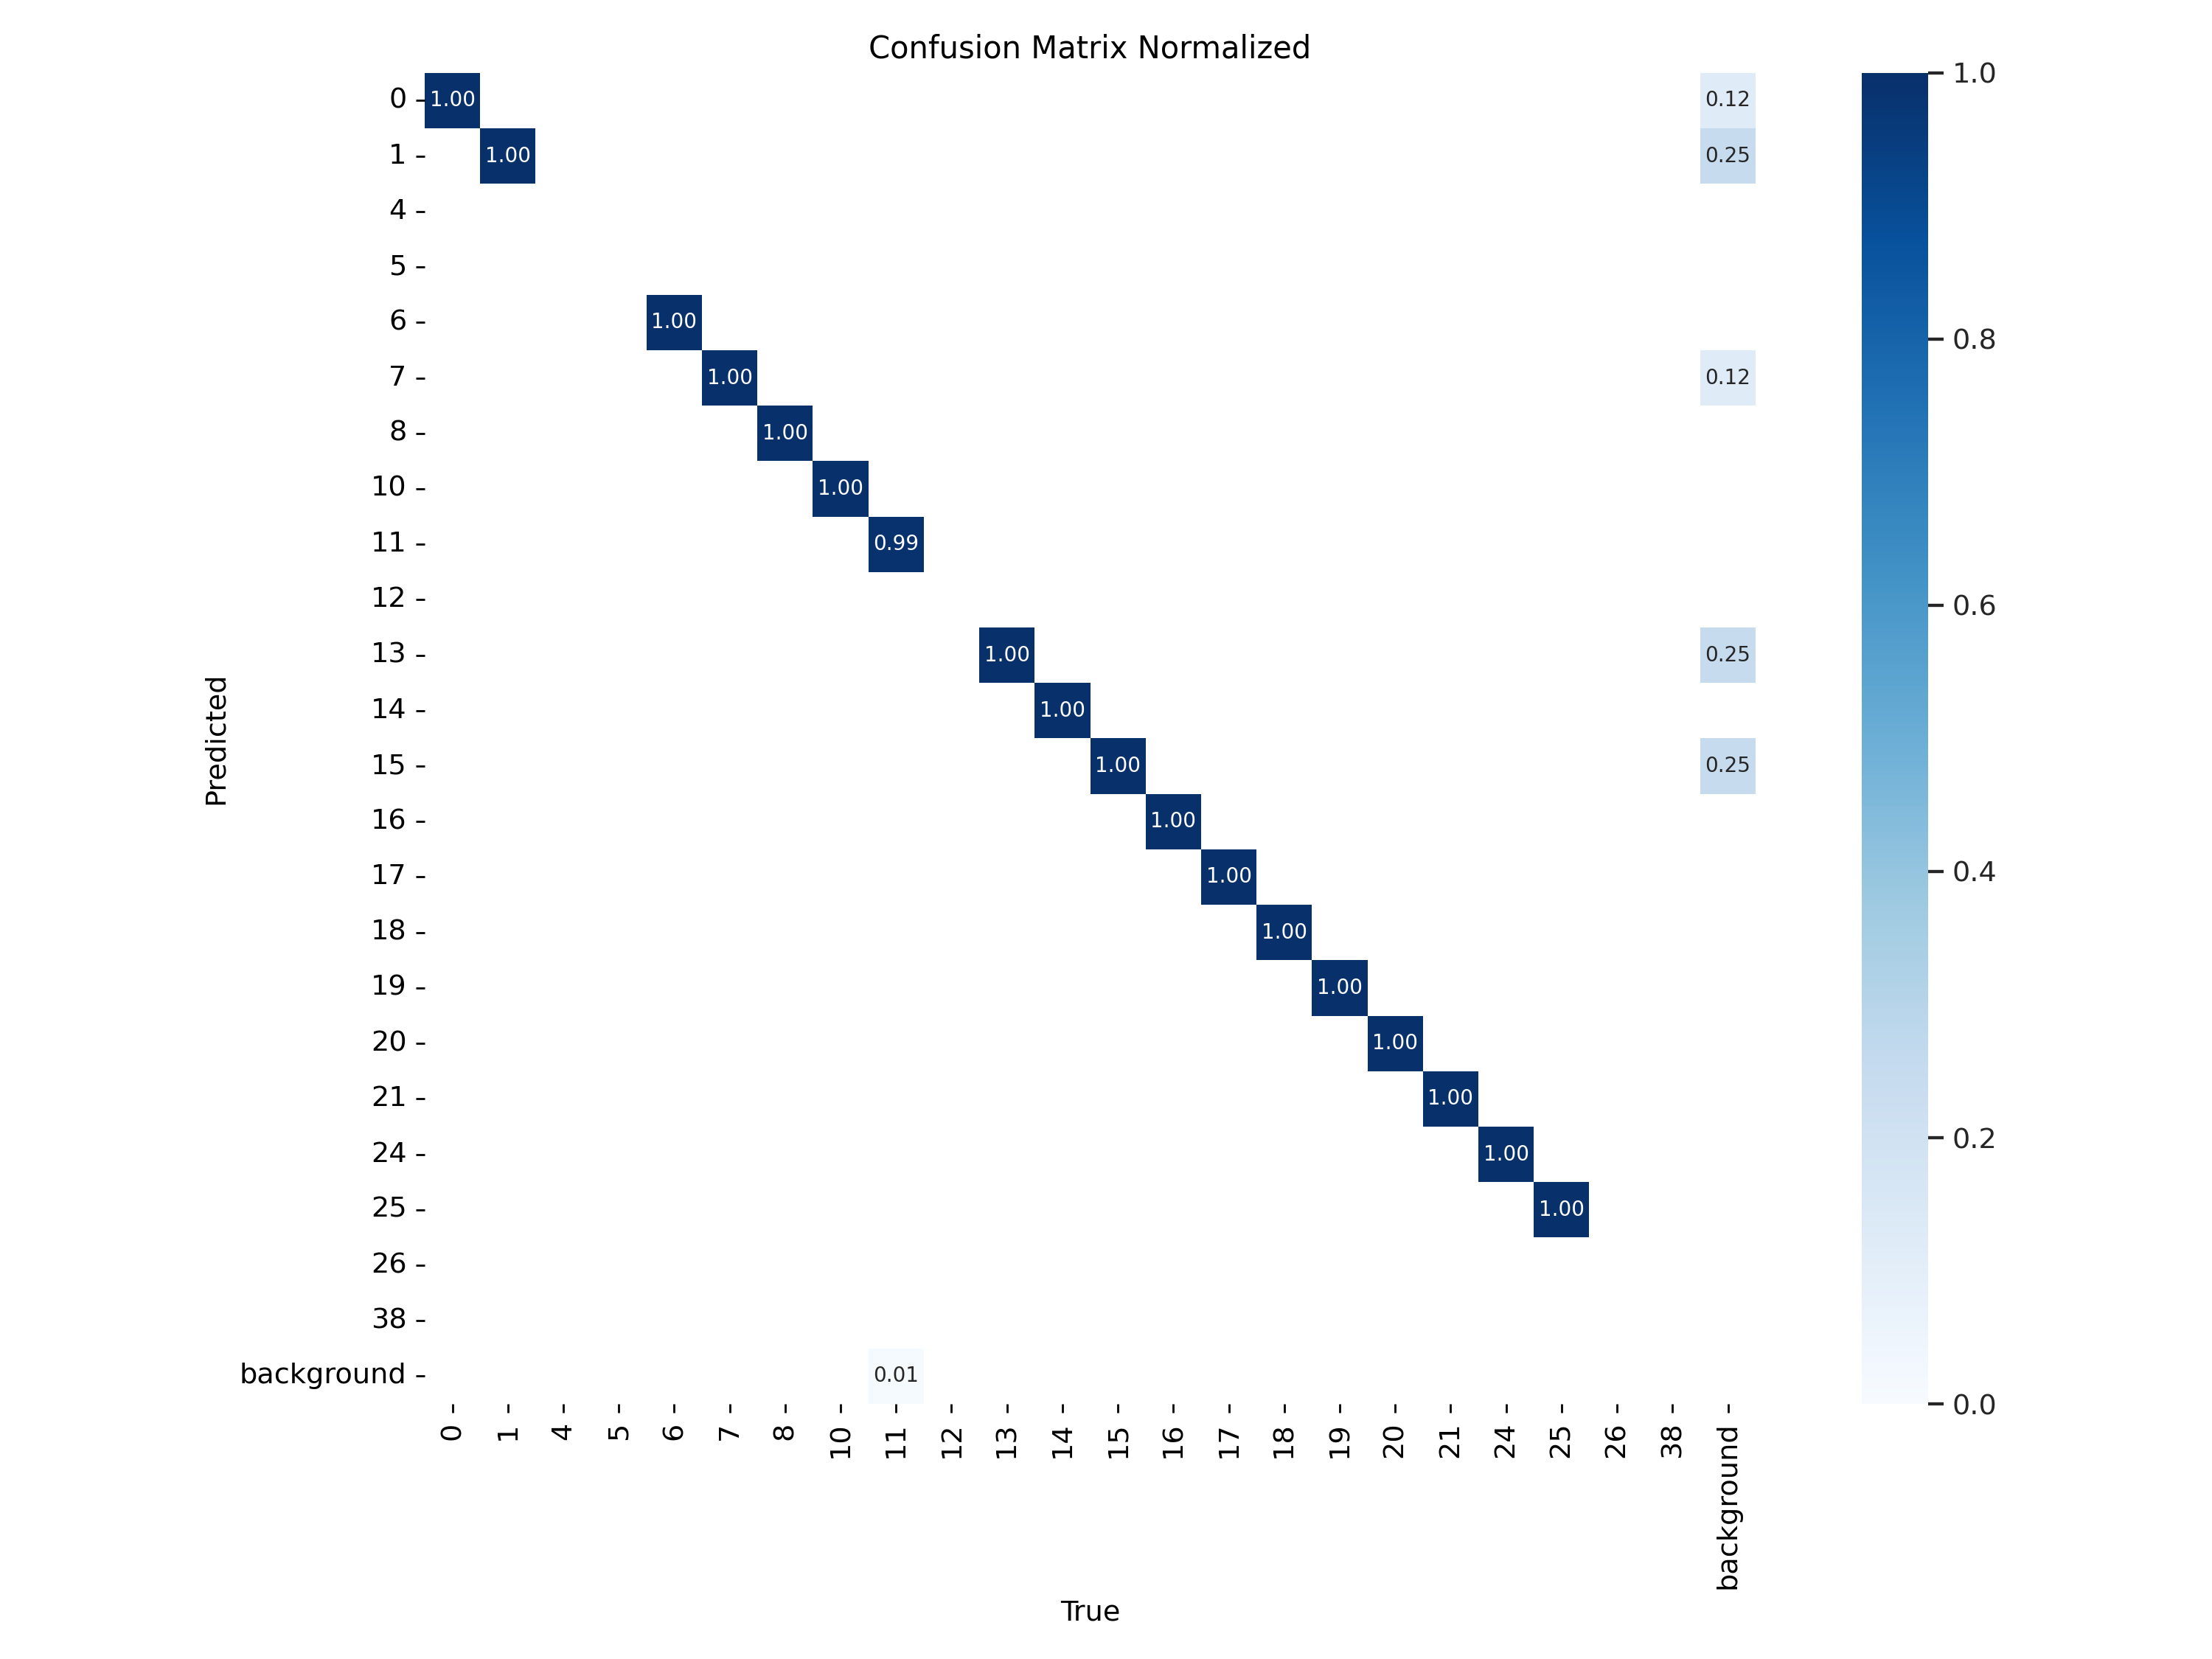 Confusion Matrix Normalized
0 1.00 0.12
1 1.00 0.25
4
5
6 1.00
7 1.00 0.12
8 1.00
10 1.00
11 0.99
12
13 1.00 0.25
14 1.00
15 1.00 0.25
16 1.00
17 1.00
18 1.00
19 1.00
20 1.00
21 1.00
24 1.00
25 1.00
26
38
background 0.01
Predicted
0 1 4 5 6 7 8 10 11 12 13 14 15 16 17 18 19 20 21 24 25 26 38 background
True
1.0
0.8
0.6
0.4
0.2
0.0